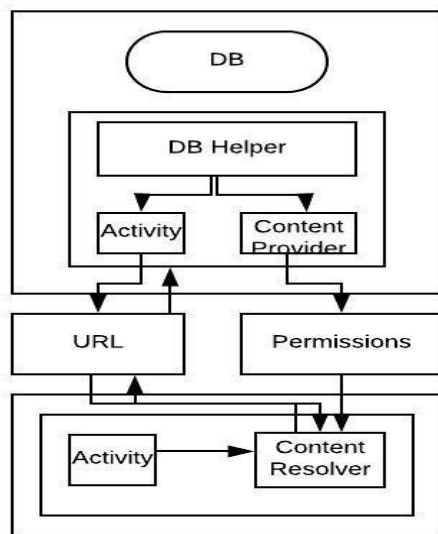 DB
DB Helper
Activity
Content
Provider
URL
Permissions
Activity
Content
Resolver